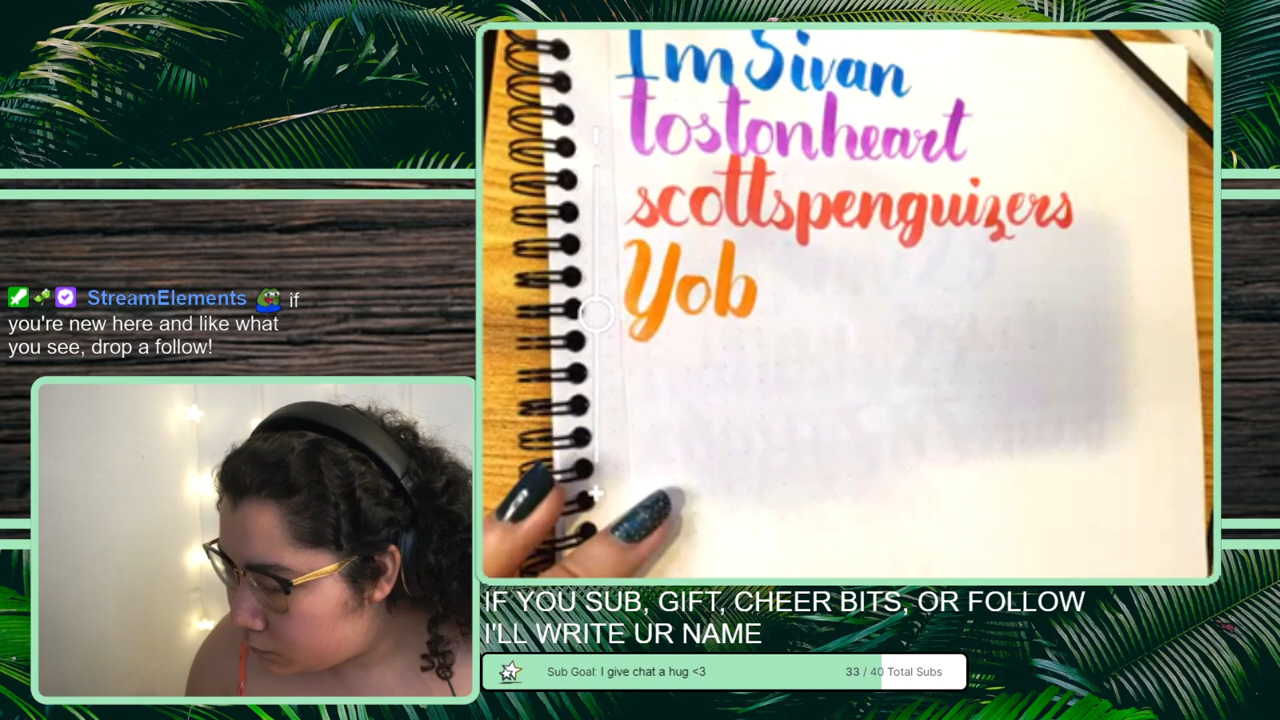 ImSivan
tostonheart
scottspenguizers
Yob
StreamElements if
you're new here and like what
you see, drop a follow!
IF YOU SUB, GIFT, CHEER BITS, OR FOLLOW
I'LL WRITE UR NAME
Sub Goal: I give chat a hug <3 33 / 40 Total Subs